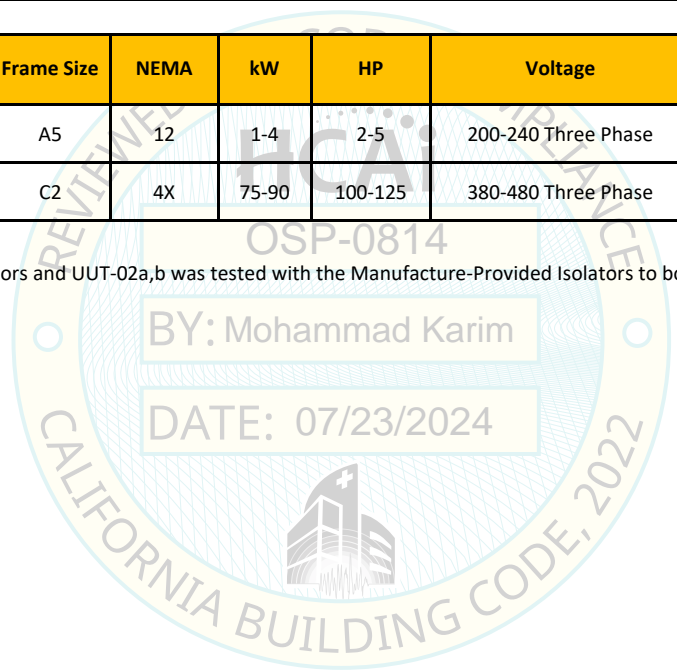 Frame Size NEMA kW HP Voltage
A5 12 1-4 2-5 200-240 Three Phase
C2 4X 75-90 100-125 380-480 Three Phase
HCAi
OSP-0814
ors and UUT-02a,b was tested with the Manufacture-Provided Isolators to bo
BY: Mohammad Karim
DATE: 07/23/2024
CALIFORNIA BUILDING CODE, 2022